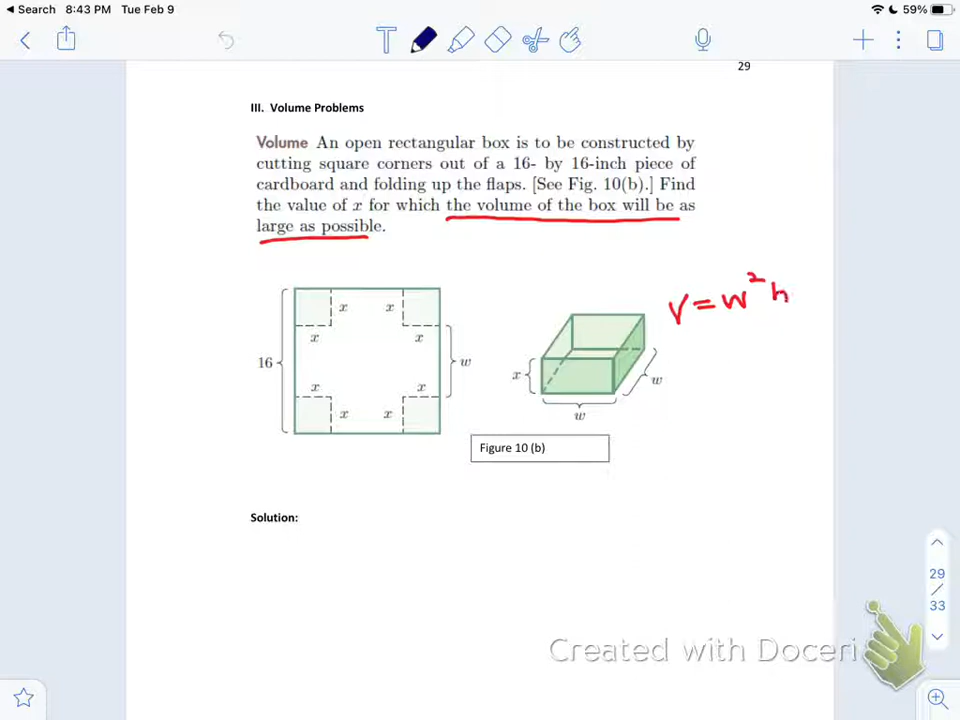 Search 8:43 PM Tue Feb 9 59%
T
29
III. Volume Problems
Volume An open rectangular box is to be constructed by
cutting square corners out of a 16- by 16-inch piece of
cardboard and folding up the flaps. [See Fig. 10(b).] Find
the value of x for which the volume of the box will be as
large as possible.
V = w² h
x x
x x
16 w
x x
x x
x w
w
Figure 10 (b)
Solution:
29
/
33
Created with Doceri